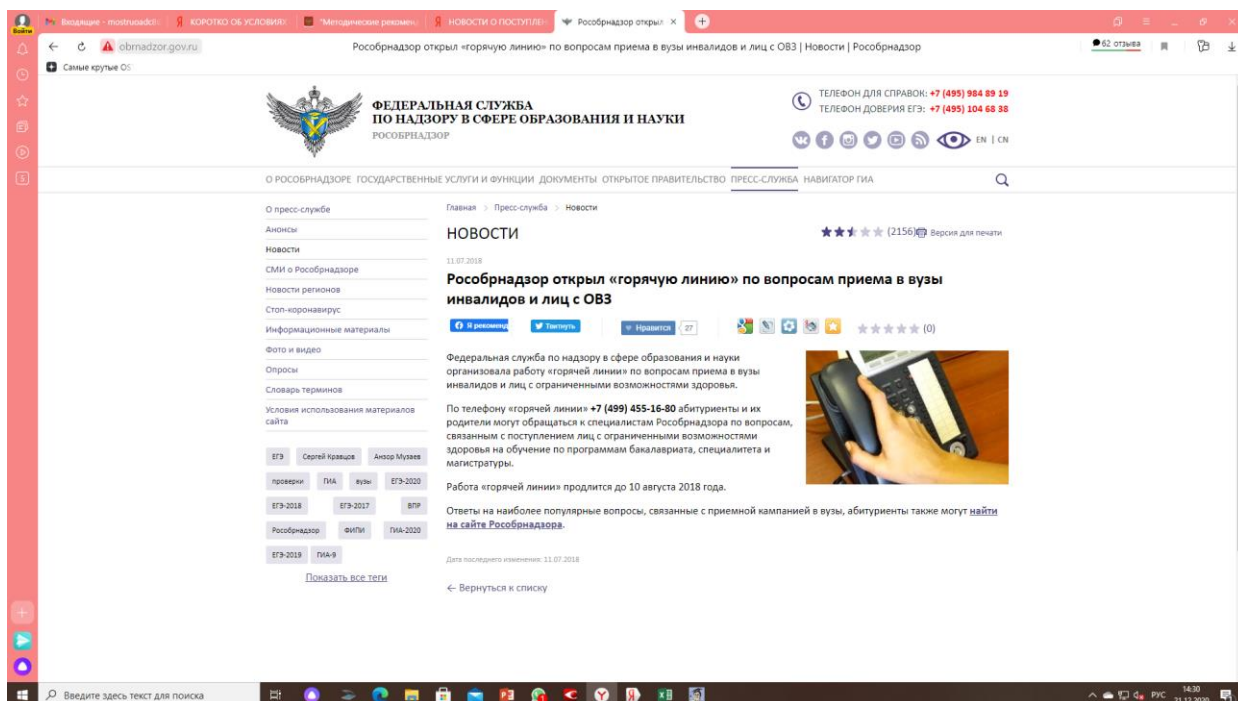 Войти
Входящие - mostruoadcli
КОРОТКО ОБ УСЛОВИЯХ
"Методические рекоменд
НОВОСТИ О ПОСТУПЛЕН
Рособрнадзор открыл
obrnadzor.gov.ru
Рособрнадзор открыл «горячую линию» по вопросам приема в вузы инвалидов и лиц с ОВЗ | Новости | Рособрнадзор
62 отзыва
Самые крутые OS
ФЕДЕРАЛЬНАЯ СЛУЖБА
ПО НАДЗОРУ В СФЕРЕ ОБРАЗОВАНИЯ И НАУКИ
РОСОБРНАДЗОР
ТЕЛЕФОН ДЛЯ СПРАВОК: +7 (495) 984 89 19
ТЕЛЕФОН ДОВЕРИЯ ЕГЭ: +7 (495) 104 68 38
EN | CN
О РОСОБРНАДЗОРЕ ГОСУДАРСТВЕННЫЕ УСЛУГИ И ФУНКЦИИ ДОКУМЕНТЫ ОТКРЫТОЕ ПРАВИТЕЛЬСТВО ПРЕСС-СЛУЖБА НАВИГАТОР ГИА
О пресс-службе
Анонсы
Новости
СМИ о Рособрнадзоре
Новости регионов
Стоп-коронавирус
Информационные материалы
Фото и видео
Опросы
Словарь терминов
Условия использования материалов
сайта
ЕГЭ Сергей Кравцов Анзор Музаев
проверки ГИА вузы ЕГЭ-2020
ЕГЭ-2018 ЕГЭ-2017 ВПР
Рособрнадзор ФИПИ ГИА-2020
ЕГЭ-2019 ГИА-9
Показать все теги
Главная > Пресс-служба > Новости
НОВОСТИ
(2156) Версия для печати
11.07.2018
Рособрнадзор открыл «горячую линию» по вопросам приема в вузы
инвалидов и лиц с ОВЗ
Я рекоменд
Твитнуть
Нравится 27
(0)
Федеральная служба по надзору в сфере образования и науки
организовала работу «горячей линии» по вопросам приема в вузы
инвалидов и лиц с ограниченными возможностями здоровья.
По телефону «горячей линии» +7 (499) 455-16-80 абитуриенты и их
родители могут обращаться к специалистам Рособрнадзора по вопросам,
связанным с поступлением лиц с ограниченными возможностями
здоровья на обучение по программам бакалавриата, специалитета и
магистратуры.
Работа «горячей линии» продлится до 10 августа 2018 года.
Ответы на наиболее популярные вопросы, связанные с приемной кампанией в вузы, абитуриенты также могут найти
на сайте Рособрнадзора.
Дата последнего изменения: 11.07.2018
← Вернуться к списку
Введите здесь текст для поиска
РУС
14:30
21.12.2020